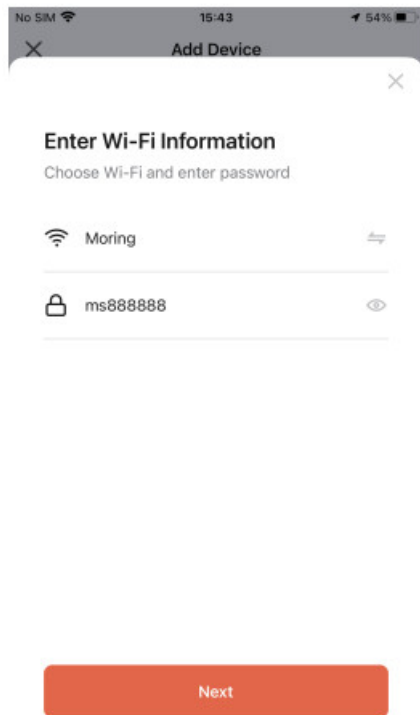 No SIM 15:43 54%
Add Device
Enter Wi-Fi Information
Choose Wi-Fi and enter password
Moring
ms888888
Next